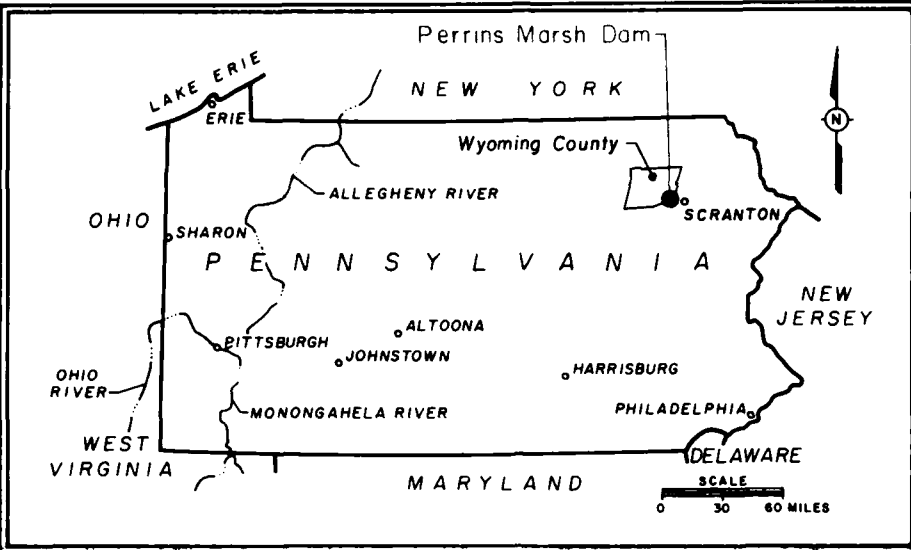 Perrins Marsh Dam
LAKE ERIE
NEW YORK
ERIE
Wyoming County
N
ALLEGHENY RIVER
OHIO
SCRANTON
SHARON
PENNSYLVANIA
NEW
JERSEY
ALTOONA
PITTSBURGH
JOHNSTOWN
OHIO
RIVER
HARRISBURG
MONONGAHELA RIVER
PHILADELPHIA
WEST
VIRGINIA
DELAWARE
MARYLAND
SCALE
0 30 60 MILES